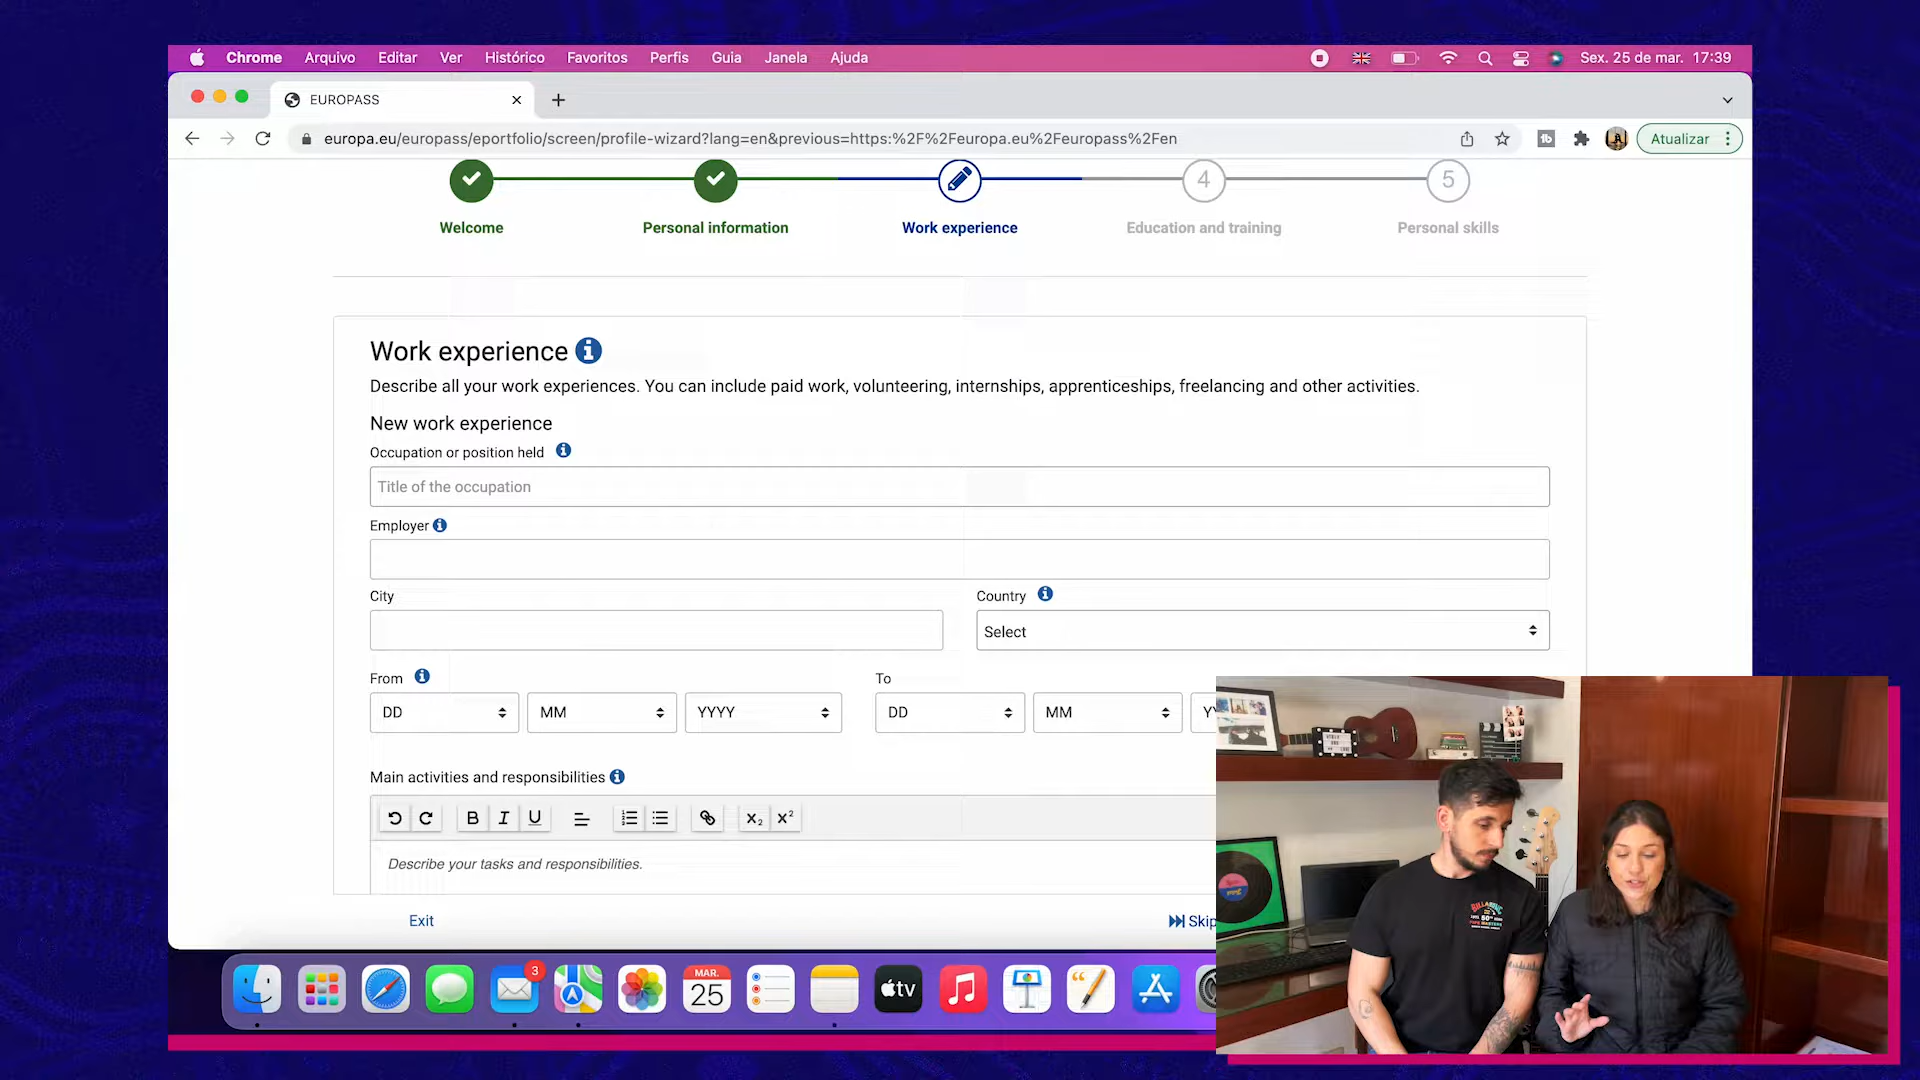 Chrome Arquivo Editar Ver Histórico Favoritos Perfis Guia Janela Ajuda Sex. 25 de mar. 17:39
EUROPASS
europa.eu/europass/eportfolio/screen/profile-wizard?lang=en&previous=https:%2F%2Feuropa.eu%2Feuropass%2Fen
Atualizar
4 5
Welcome Personal information Work experience Education and training Personal skills
Work experience
Describe all your work experiences. You can include paid work, volunteering, internships, apprenticeships, freelancing and other activities.
New work experience
Occupation or position held
Title of the occupation
Employer
City Country
Select
From To
DD MM YYYY DD MM
Main activities and responsibilities
B I U X₂ X²
Describe your tasks and responsibilities.
Exit Skip
3
MAR.
25
tv
BILLABONG